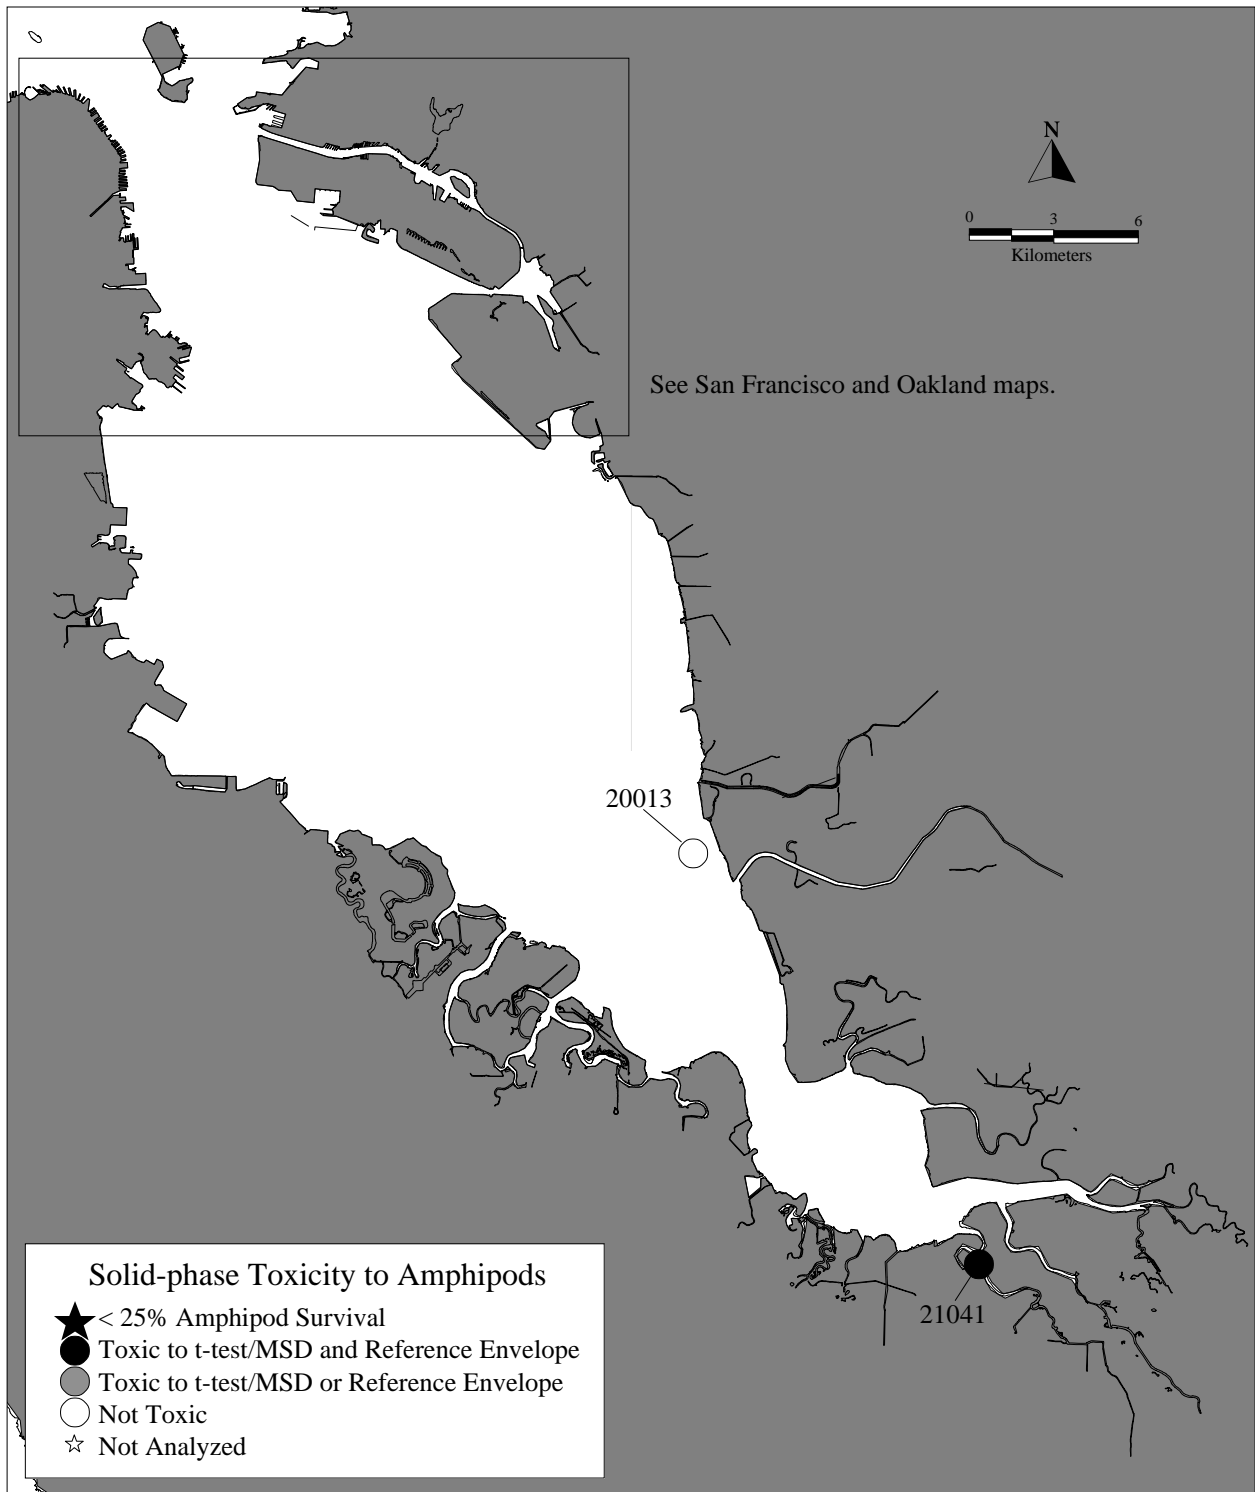 N
0 3 6
Kilometers
See San Francisco and Oakland maps.
20013
21041
Solid-phase Toxicity to Amphipods
< 25% Amphipod Survival
Toxic to t-test/MSD and Reference Envelope
Toxic to t-test/MSD or Reference Envelope
Not Toxic
Not Analyzed